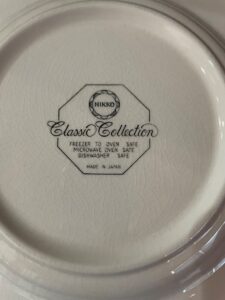 NIKKO
Classic Collection
FREEZER TO OVEN SAFE
MICROWAVE OVEN SAFE
DISHWASHER SAFE
MADE IN JAPAN